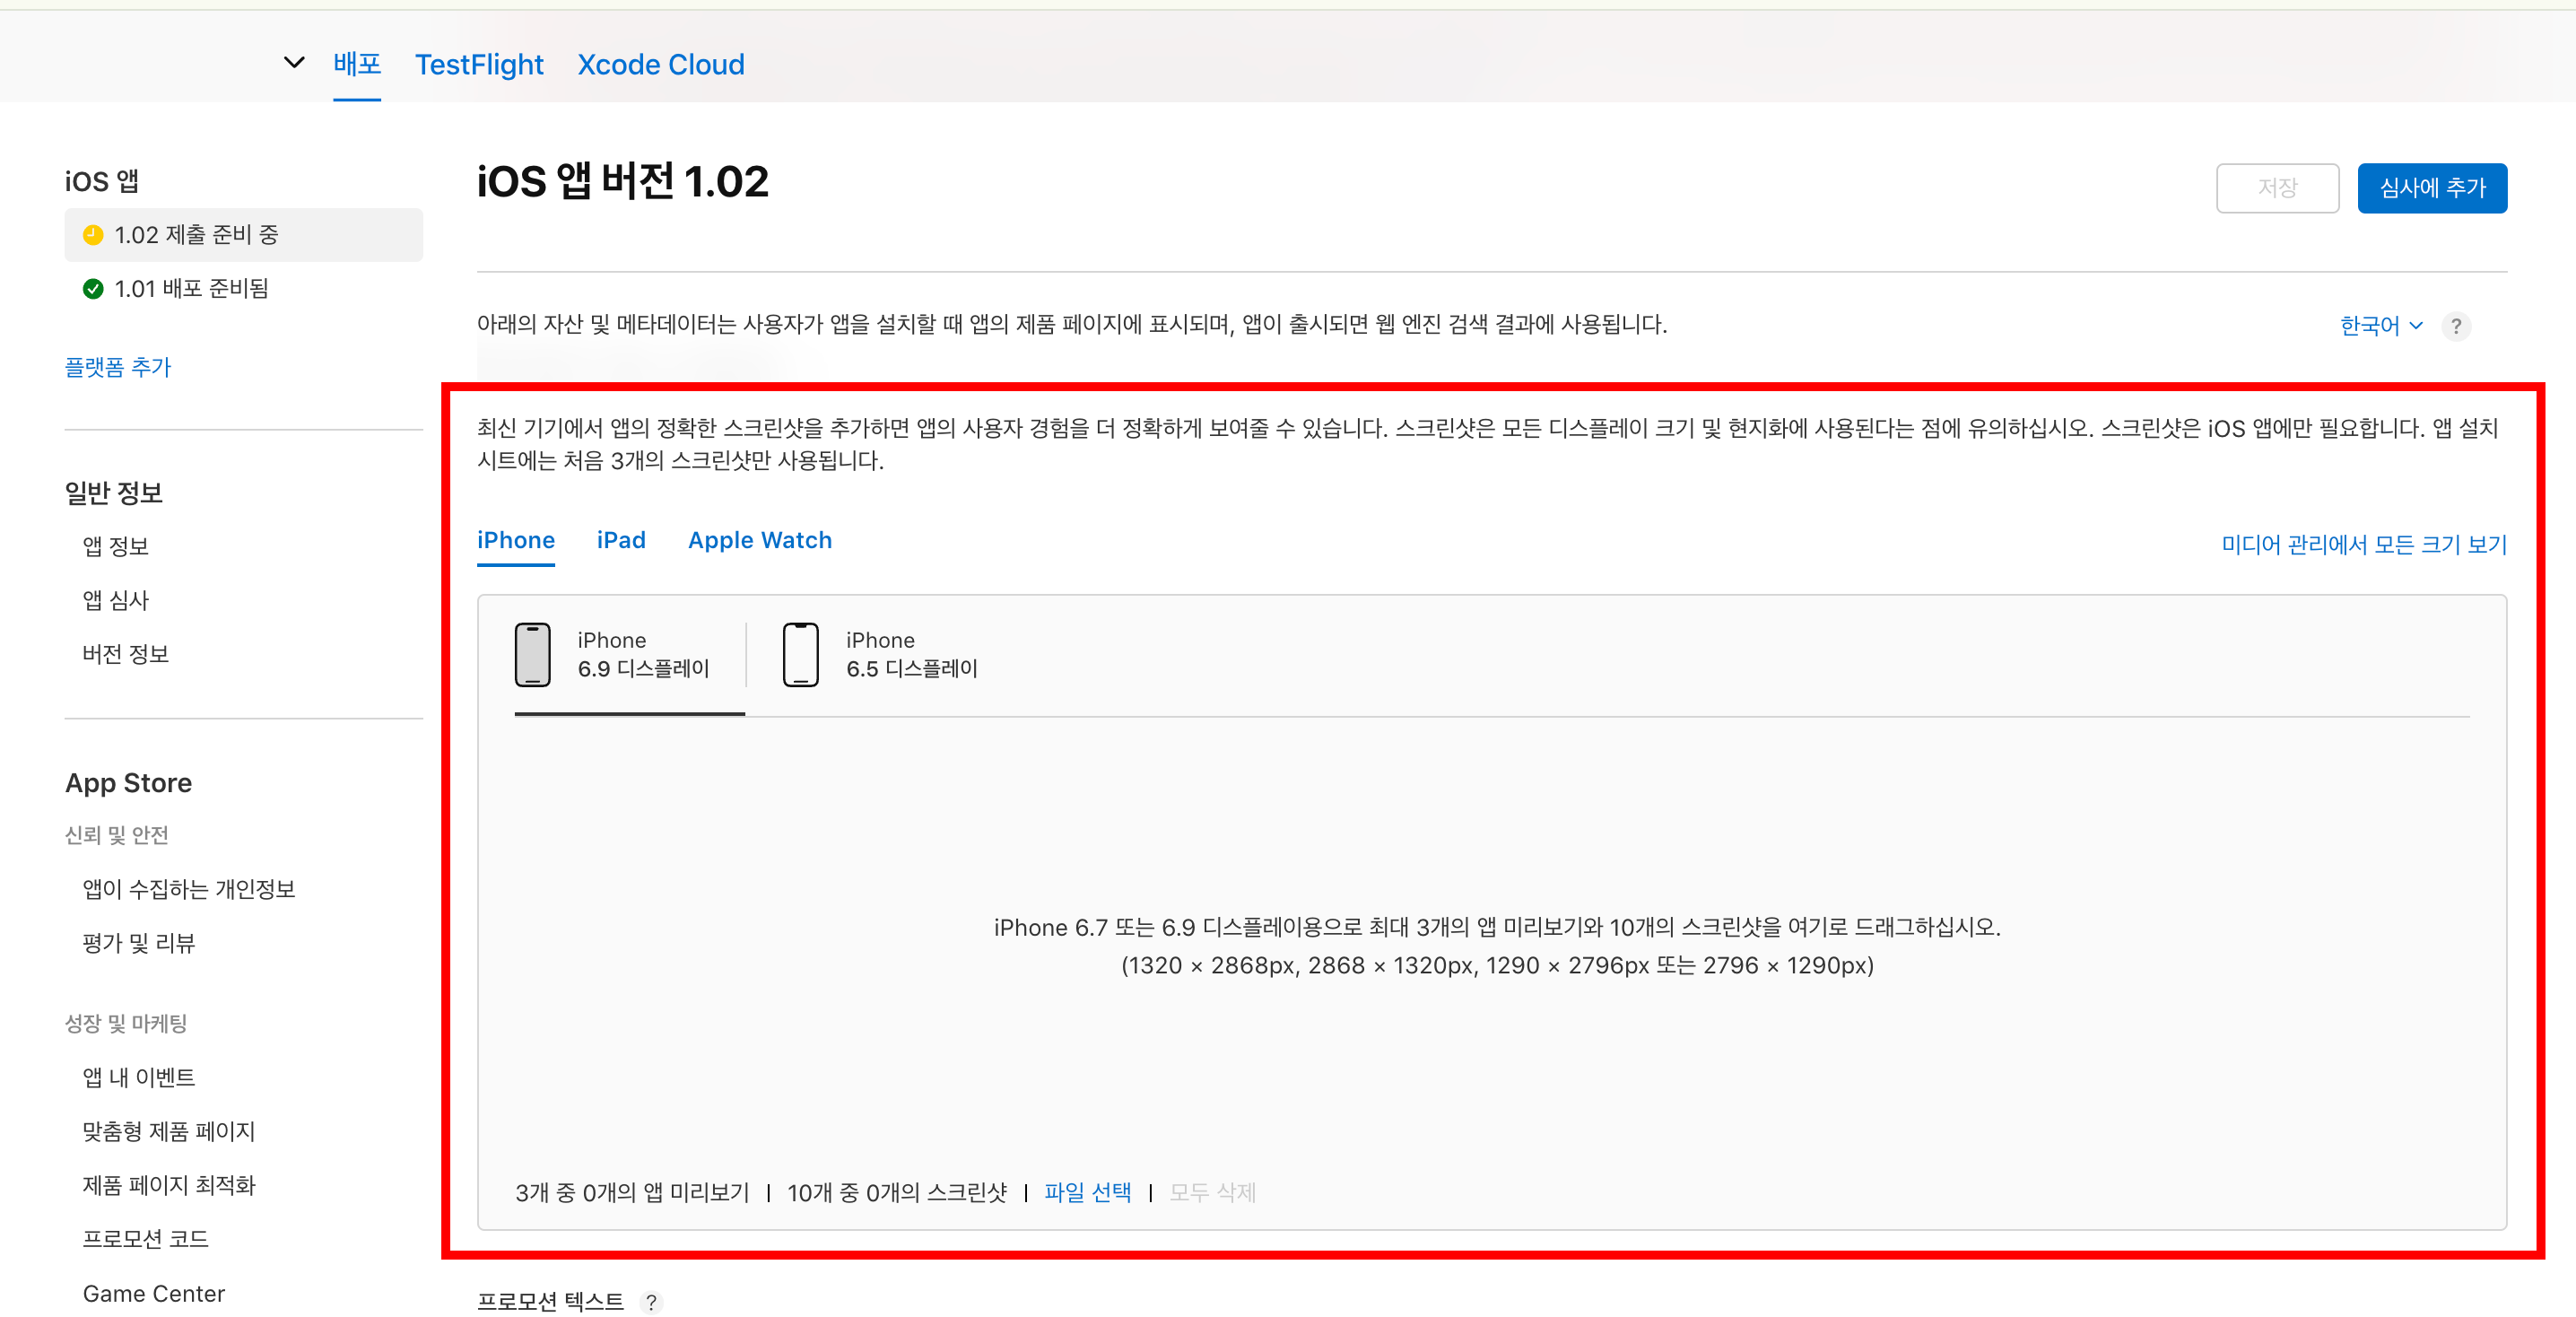 배포 TestFlight Xcode Cloud
iOS 앱
1.02 제출 준비 중
1.01 배포 준비됨
플랫폼 추가
일반 정보
앱 정보
앱 심사
버전 정보
App Store
신뢰 및 안전
앱이 수집하는 개인정보
평가 및 리뷰
성장 및 마케팅
앱 내 이벤트
맞춤형 제품 페이지
제품 페이지 최적화
프로모션 코드
Game Center
iOS 앱 버전 1.02
저장 심사에 추가
아래의 자산 및 메타데이터는 사용자가 앱을 설치할 때 앱의 제품 페이지에 표시되며, 앱이 출시되면 웹 엔진 검색 결과에 사용됩니다.
한국어 ?
최신 기기에서 앱의 정확한 스크린샷을 추가하면 앱의 사용자 경험을 더 정확하게 보여줄 수 있습니다. 스크린샷은 모든 디스플레이 크기 및 현지화에 사용된다는 점에 유의하십시오. 스크린샷은 iOS 앱에만 필요합니다. 앱 설치
시트에는 처음 3개의 스크린샷만 사용됩니다.
iPhone iPad Apple Watch
미디어 관리에서 모든 크기 보기
iPhone
6.9 디스플레이
iPhone
6.5 디스플레이
iPhone 6.7 또는 6.9 디스플레이용으로 최대 3개의 앱 미리보기와 10개의 스크린샷을 여기로 드래그하십시오.
(1320 × 2868px, 2868 × 1320px, 1290 × 2796px 또는 2796 × 1290px)
3개 중 0개의 앱 미리보기 | 10개 중 0개의 스크린샷 | 파일 선택 | 모두 삭제
프로모션 텍스트 ?